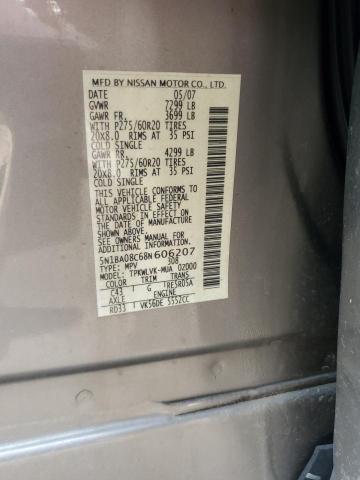 MFD BY NISSAN MOTOR CO., LTD.
DATE 05/07
GVWR 7299 LB
GAWR FR. 3699 LB
WITH P275/60R20 TIRES
20X8.0 RIMS AT 35 PSI
COLD SINGLE
GAWR RR. 4299 LB
WITH P275/60R20 TIRES
20X8.0 RIMS AT 35 PSI
COLD SINGLE
THIS VEHICLE CONFORMS TO
ALL APPLICABLE U.S. FEDERAL
MOTOR VEHICLE SAFETY
STANDARDS IN EFFECT ON THE
DATE OF MANUFACTURE
SHOWN ABOVE.
SEE OWNERS MANUAL FOR
ADDITIONAL INFORMATION.
5N1BA08C68N606207
TYPE: MPV 308
MODEL: TPKWLVK-MUA 02000
COLOR TRIM TRANS
C43 G RE5R05A
AXLE ENGINE
RD33 VK56DE 5552CC